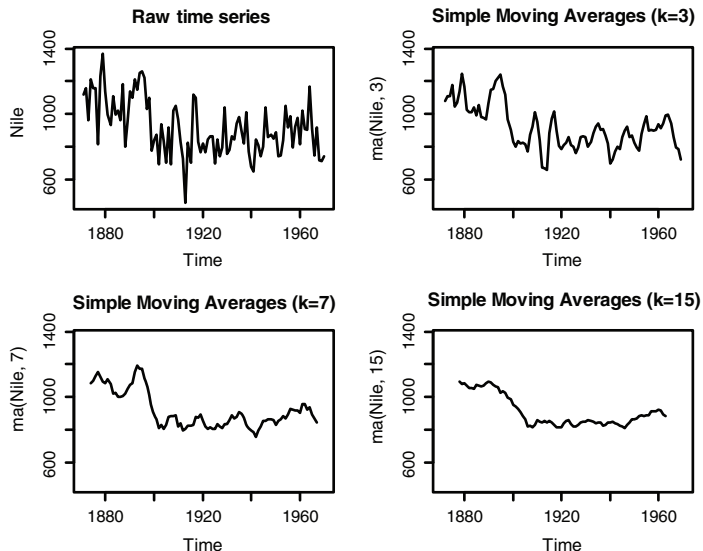 Raw time series
Nile
1400
1000
600
1880
1920
1960
Time
Simple Moving Averages (k=3)
ma(Nile, 3)
1400
1000
600
1880
1920
1960
Time
Simple Moving Averages (k=7)
ma(Nile, 7)
1400
1000
600
1880
1920
1960
Time
Simple Moving Averages (k=15)
ma(Nile, 15)
1400
1000
600
1880
1920
1960
Time